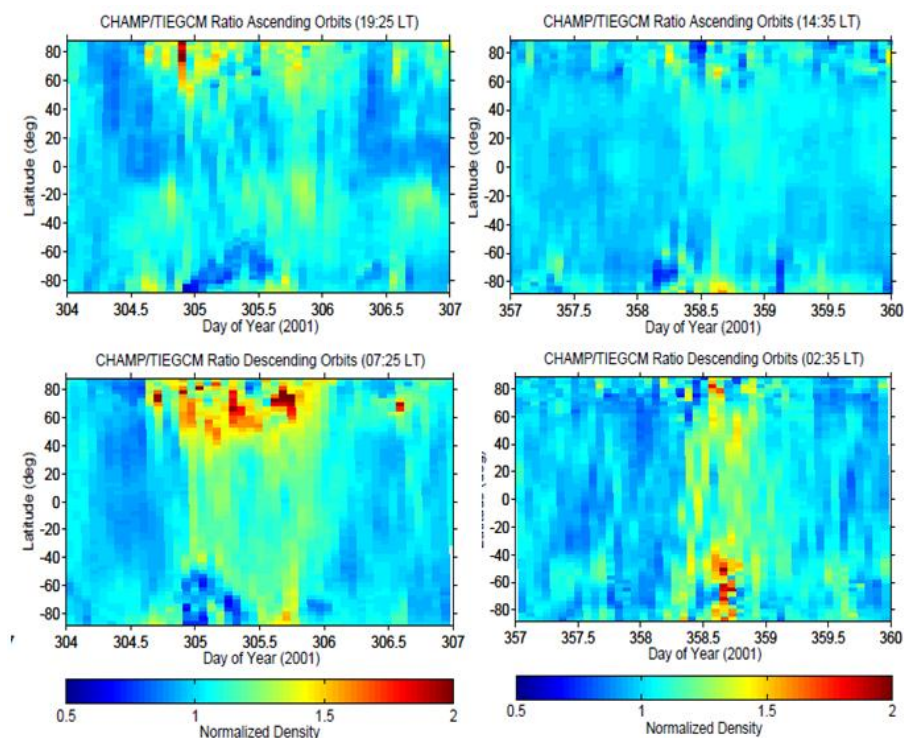 CHAMP/TIEGCM Ratio Ascending Orbits (19:25 LT)
80
60
40
20
0
-20
-40
-60
-80
Latitude (deg)
304 304.5 305 305.5 306 306.5 307
Day of Year (2001)
CHAMP/TIEGCM Ratio Ascending Orbits (14:35 LT)
80
60
40
20
0
-20
-40
-60
-80
Latitude (deg)
357 357.5 358 358.5 359 359.5 360
Day of Year (2001)
CHAMP/TIEGCM Ratio Descending Orbits (07:25 LT)
80
60
40
20
0
-20
-40
-60
-80
Latitude (deg)
304 304.5 305 305.5 306 306.5 307
Day of Year (2001)
CHAMP/TIEGCM Ratio Descending Orbits (02:35 LT)
80
60
40
20
0
-20
-40
-60
-80
357 357.5 358 358.5 359 359.5 360
Day of Year (2001)
0.5 1 1.5 2
Normalized Density
0.5 1 1.5 2
Normalized Density